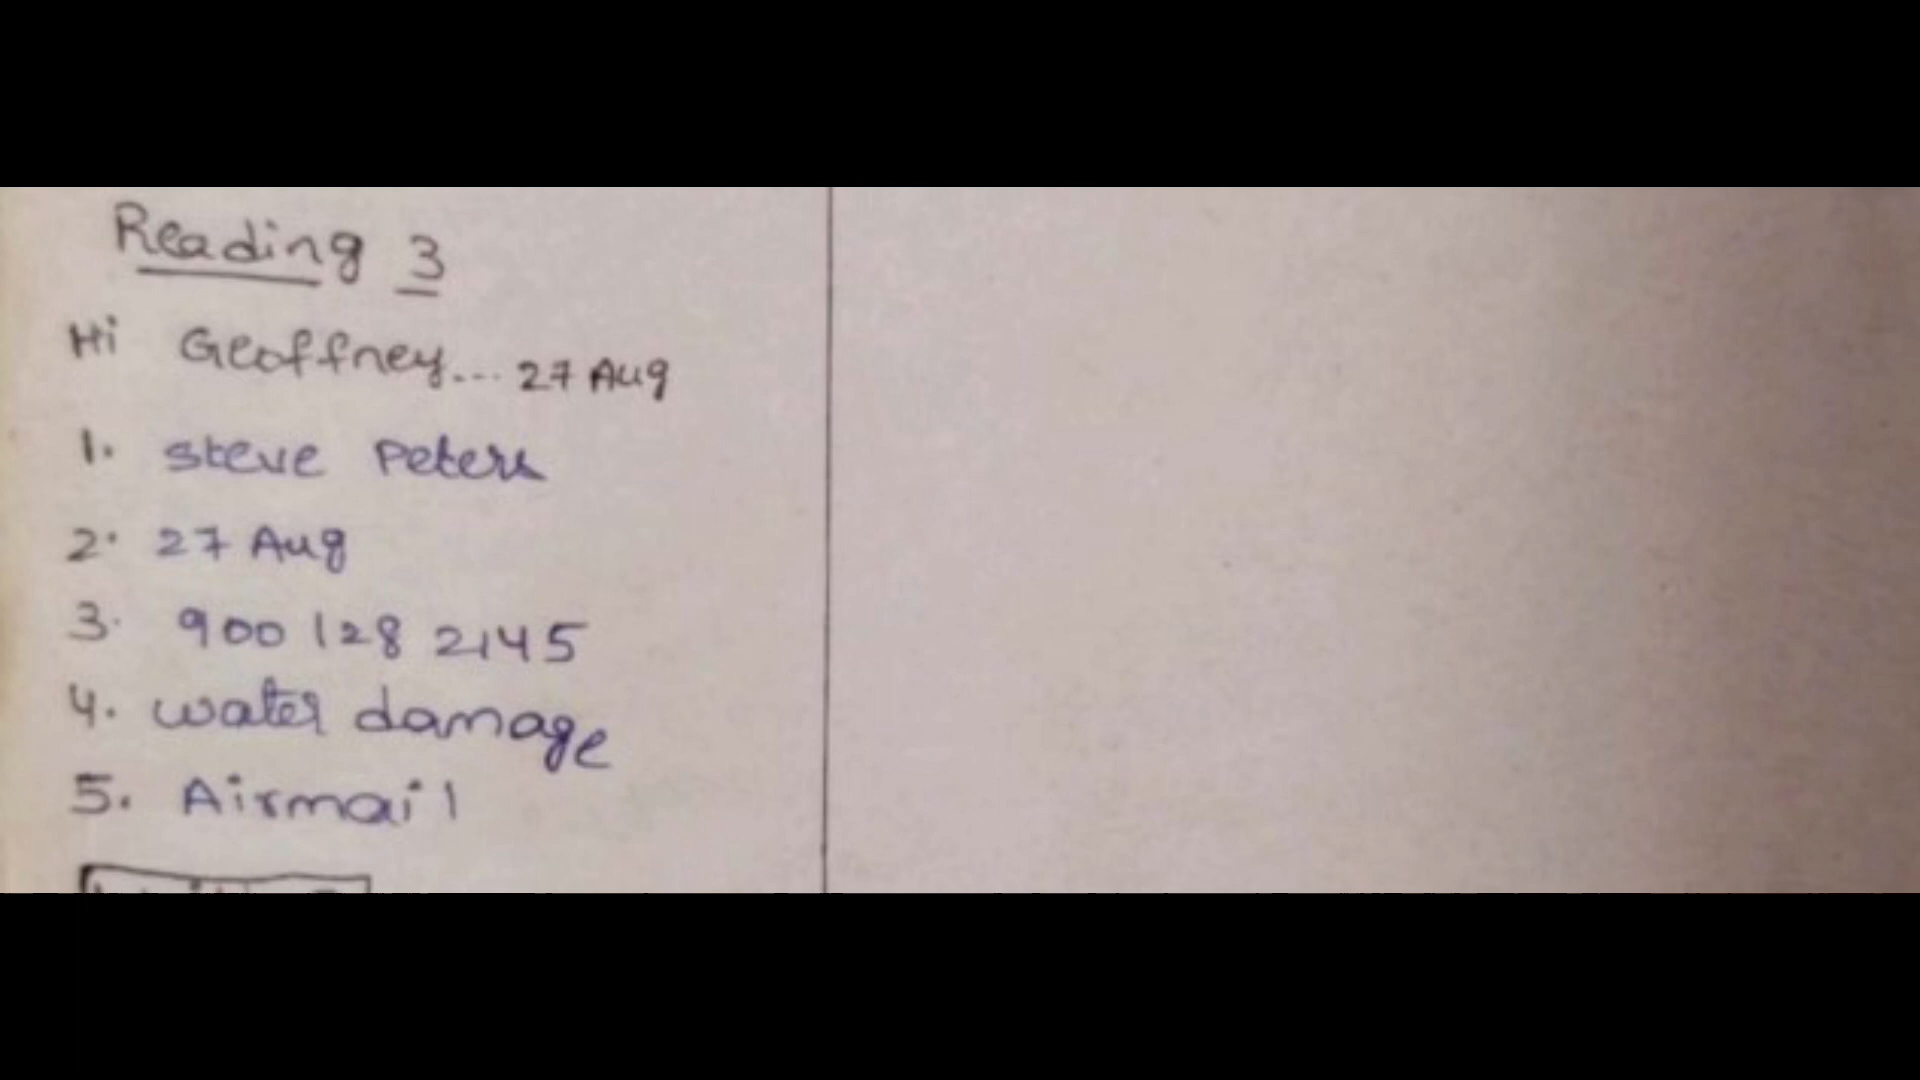 Reading 3
Hi Geoffney... 27 Aug
1. Steve Peters
2. 27 Aug
3. 900 128 2145
4. water damage
5. Airmail